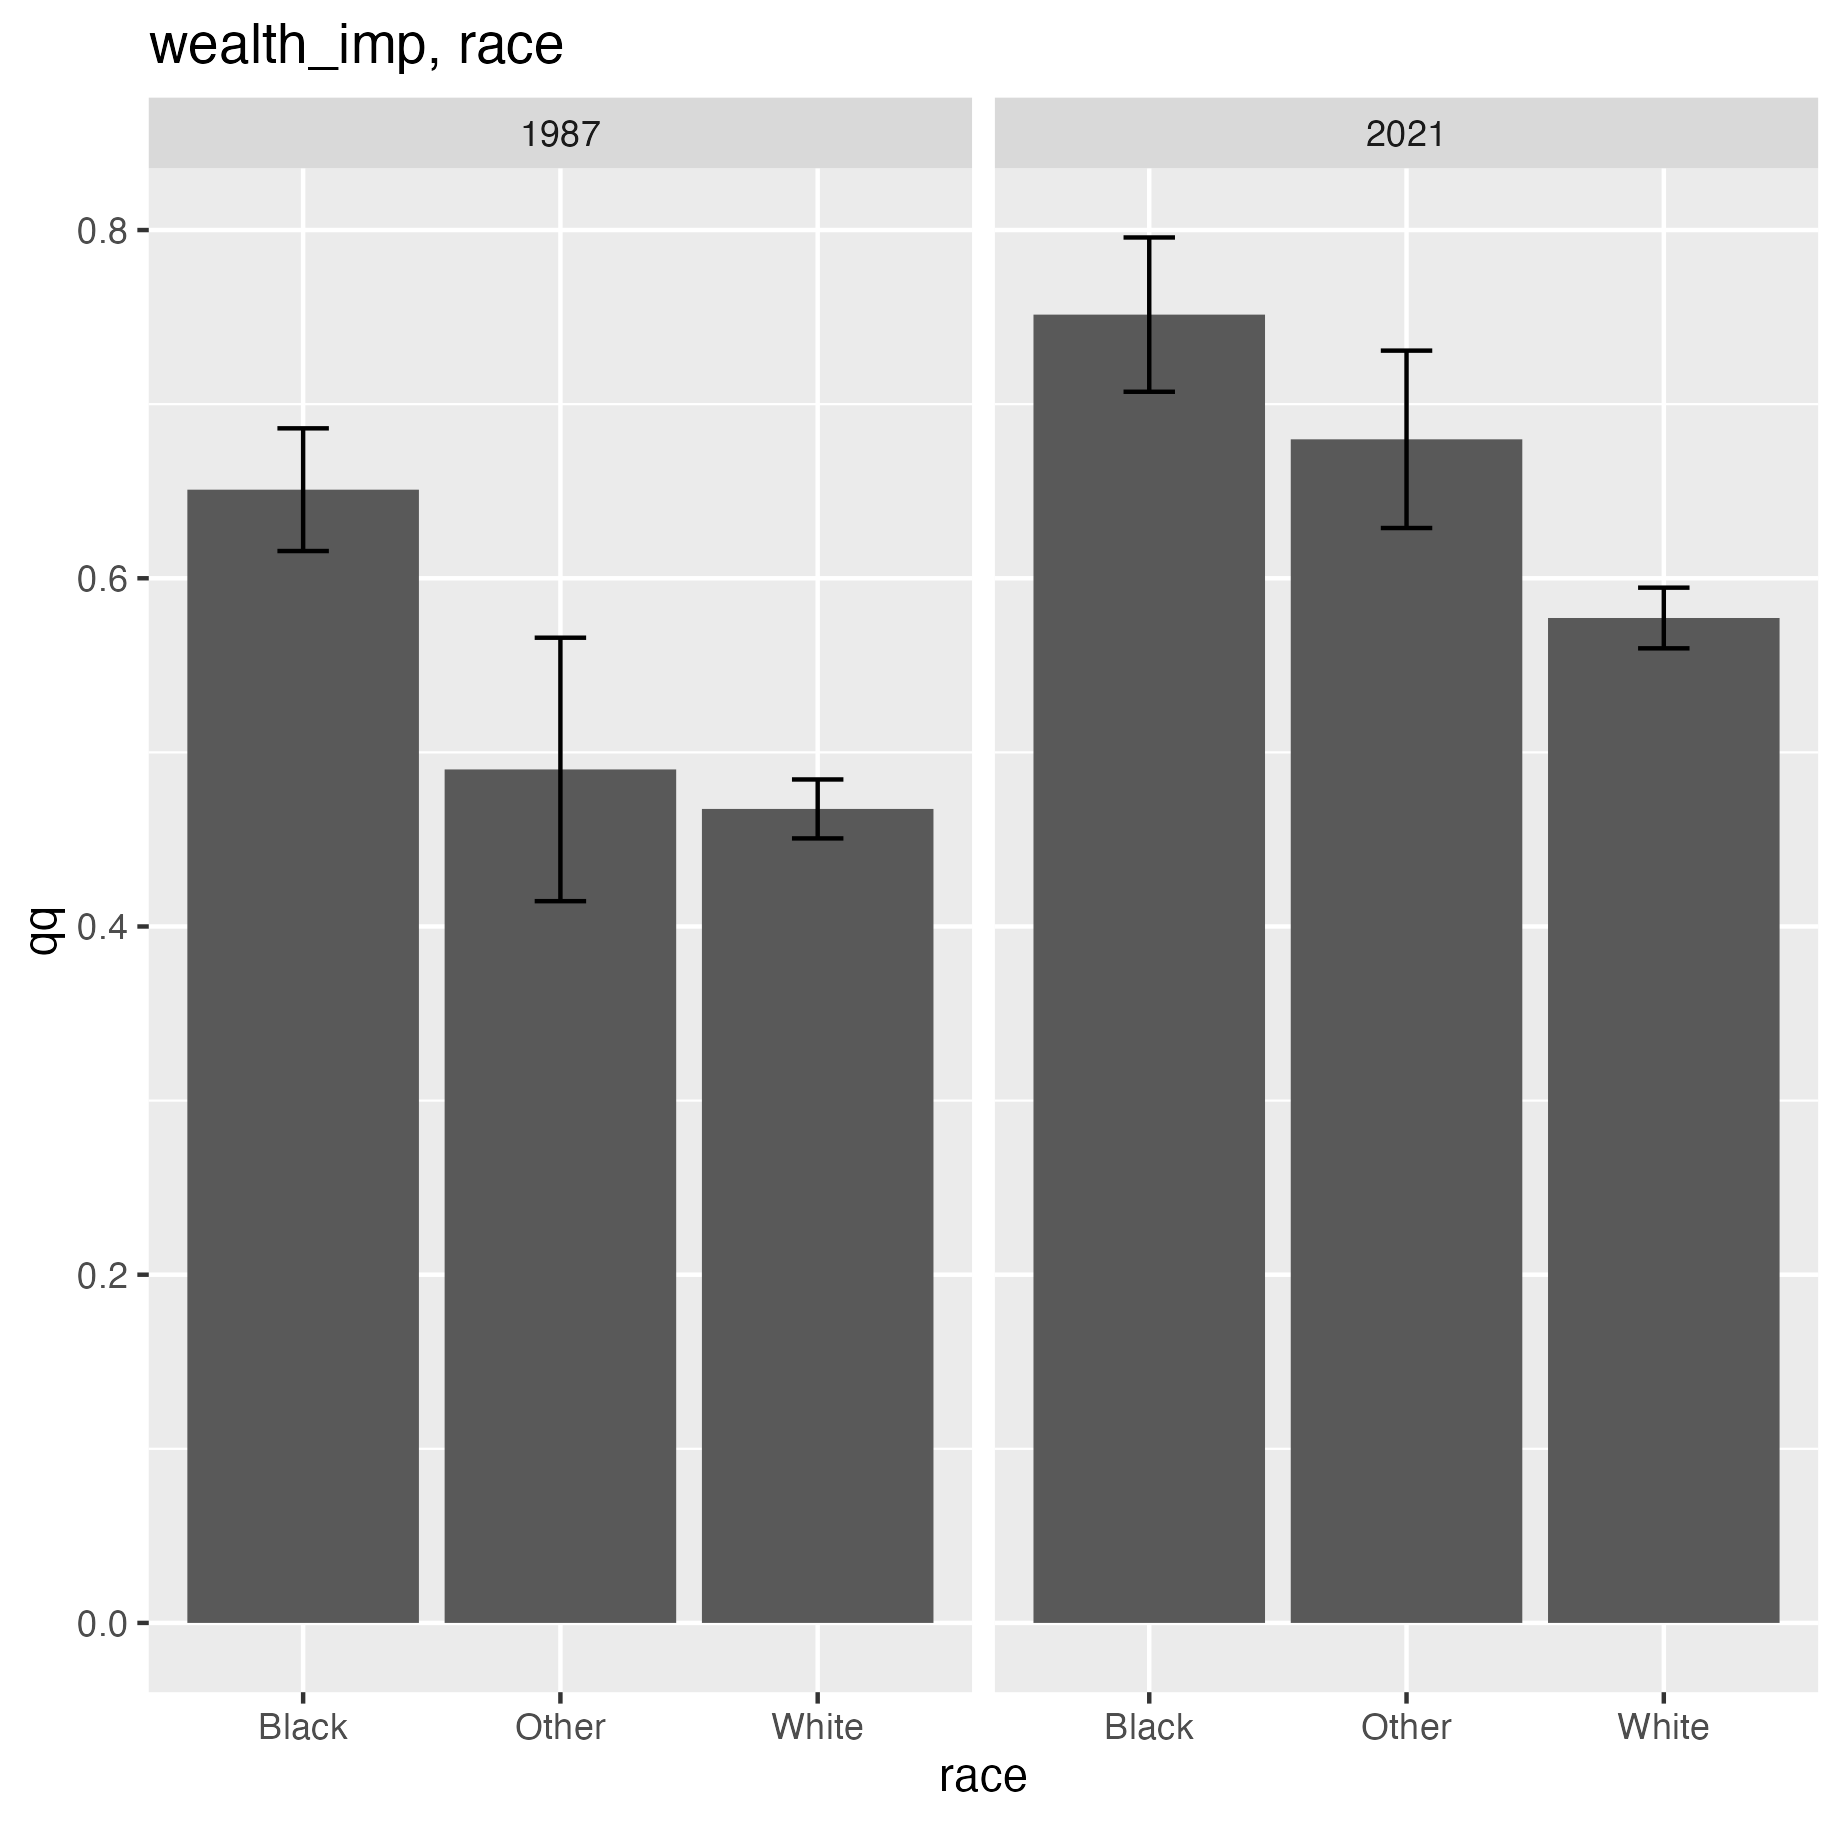 wealth_imp, race
1987
2021
0.8
0.6
0.4
0.2
0.0
qq
Black Other White
Black Other White
race